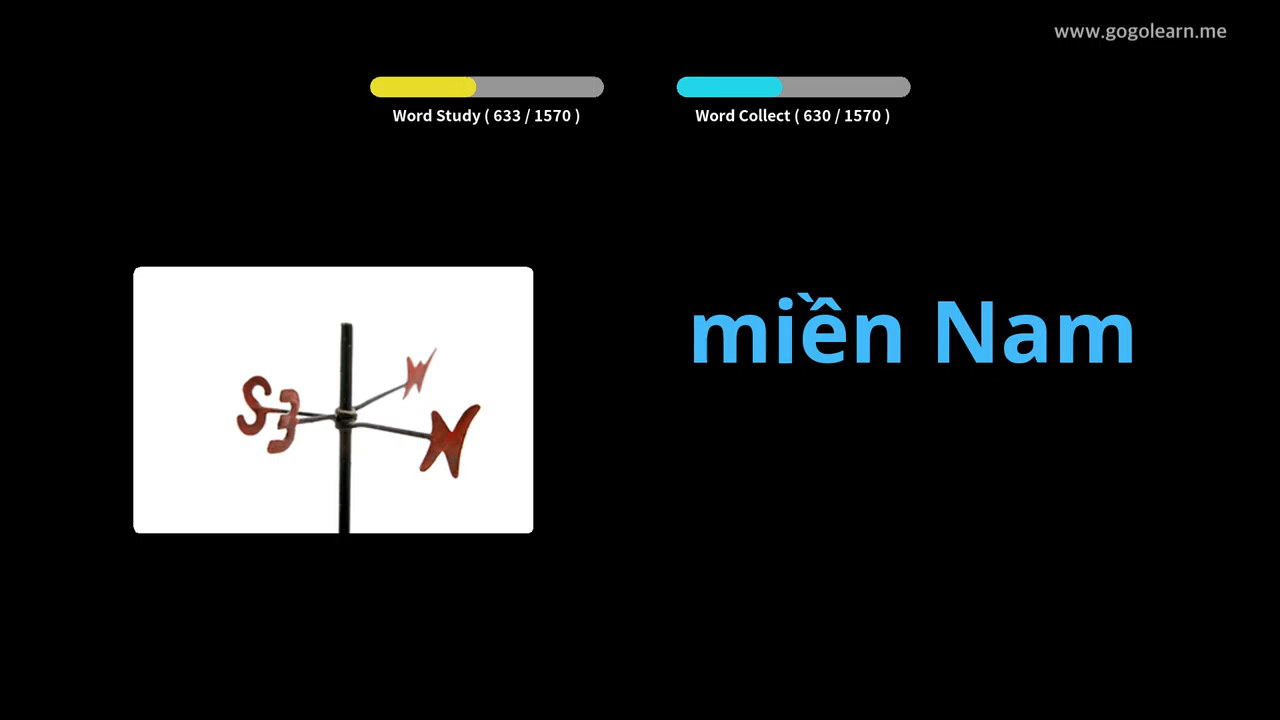 www.gogolearn.me
Word Study ( 633 / 1570 )
Word Collect ( 630 / 1570 )
miền Nam
S
E
W
N